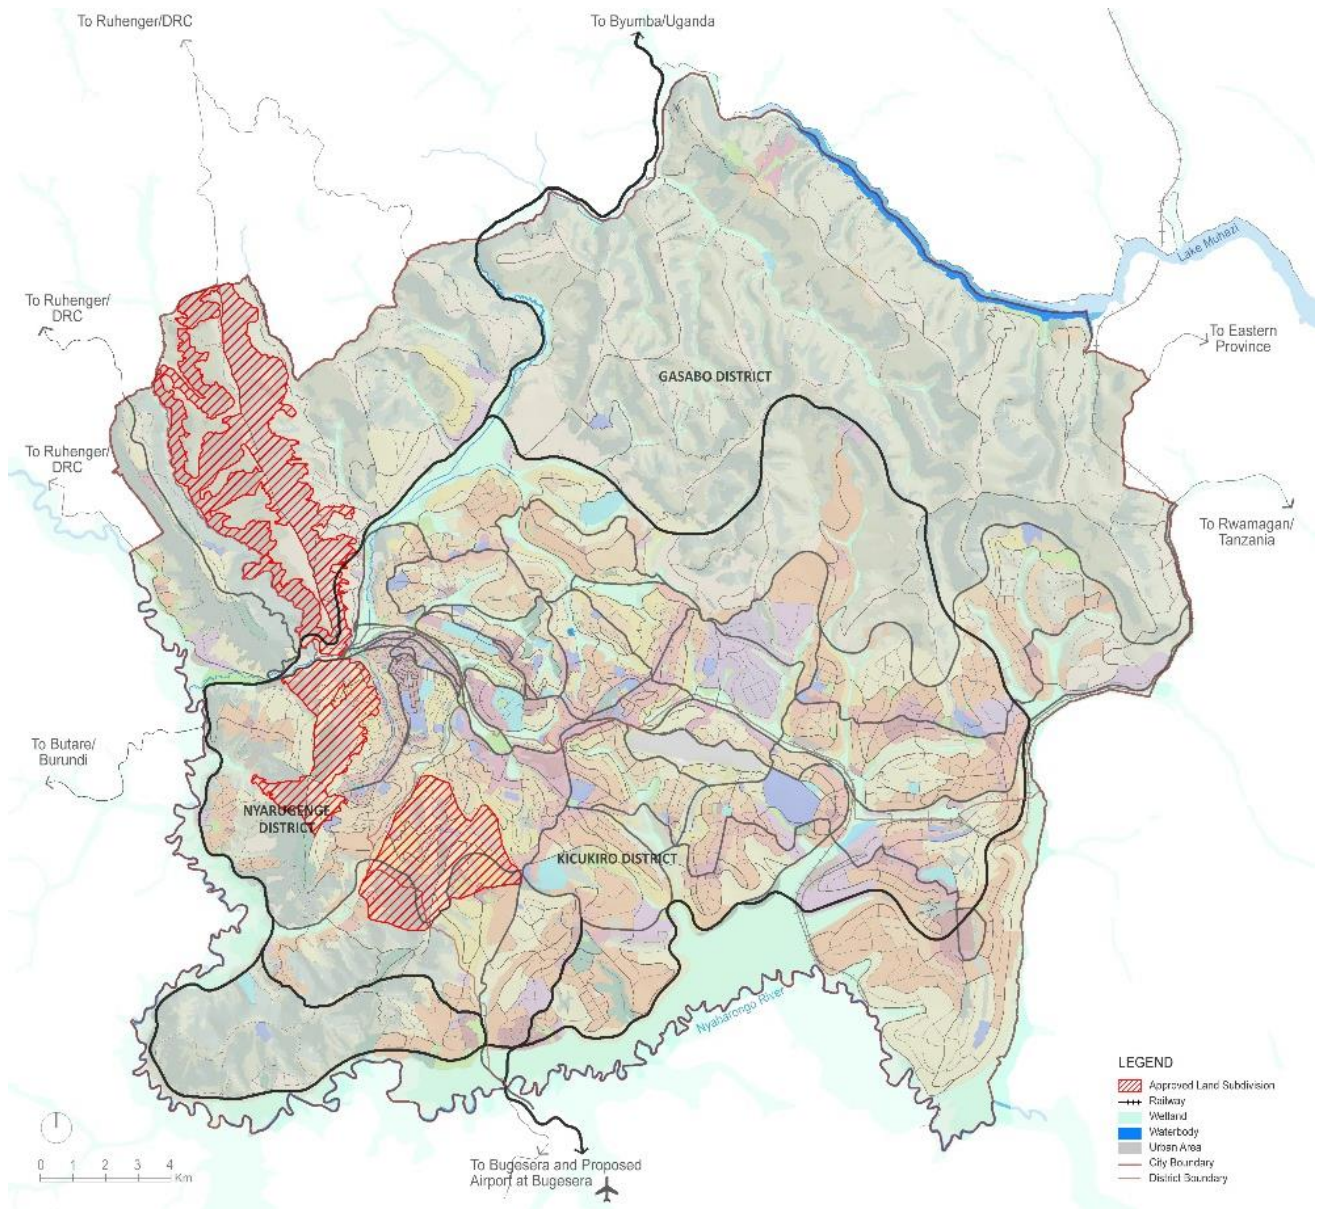 To Ruhenger/DRC
To Byumba/Uganda
Lake Muhazi
To Ruhenger/
DRC
To Eastern
Province
GASABO DISTRICT
To Ruhenger/
DRC
To Rwamagan/
Tanzania
To Butare/
Burundi
NYARUGENGE
DISTRICT
KICUKIRO DISTRICT
Nyabarongo River
LEGEND
Approved Land Subdivision
Railway
Wetland
Waterbody
Urban Area
City Boundary
District Boundary
0 1 2 3 4
Km
To Bugesera and Proposed
Airport at Bugesera